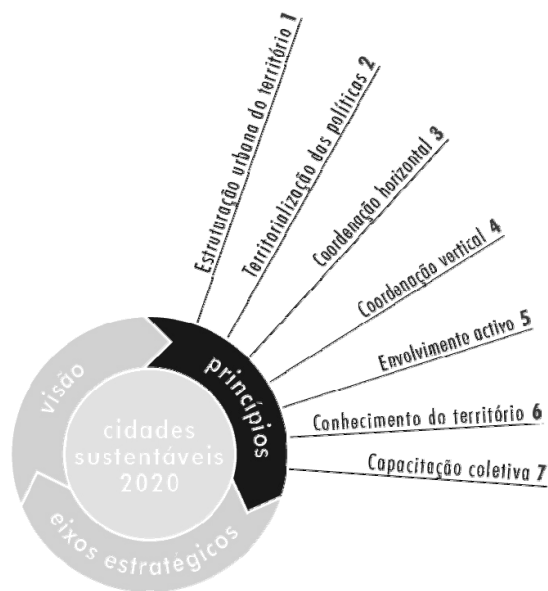 Estruturação urbana do território 1
Territorialização das políticas 2
Coordenação horizontal 3
Coordenação vertical 4
Envolvimento activo 5
Conhecimento do território 6
Capacitação coletiva 7
visão
princípios
cidades
sustentáveis
2020
eixos estratégicos